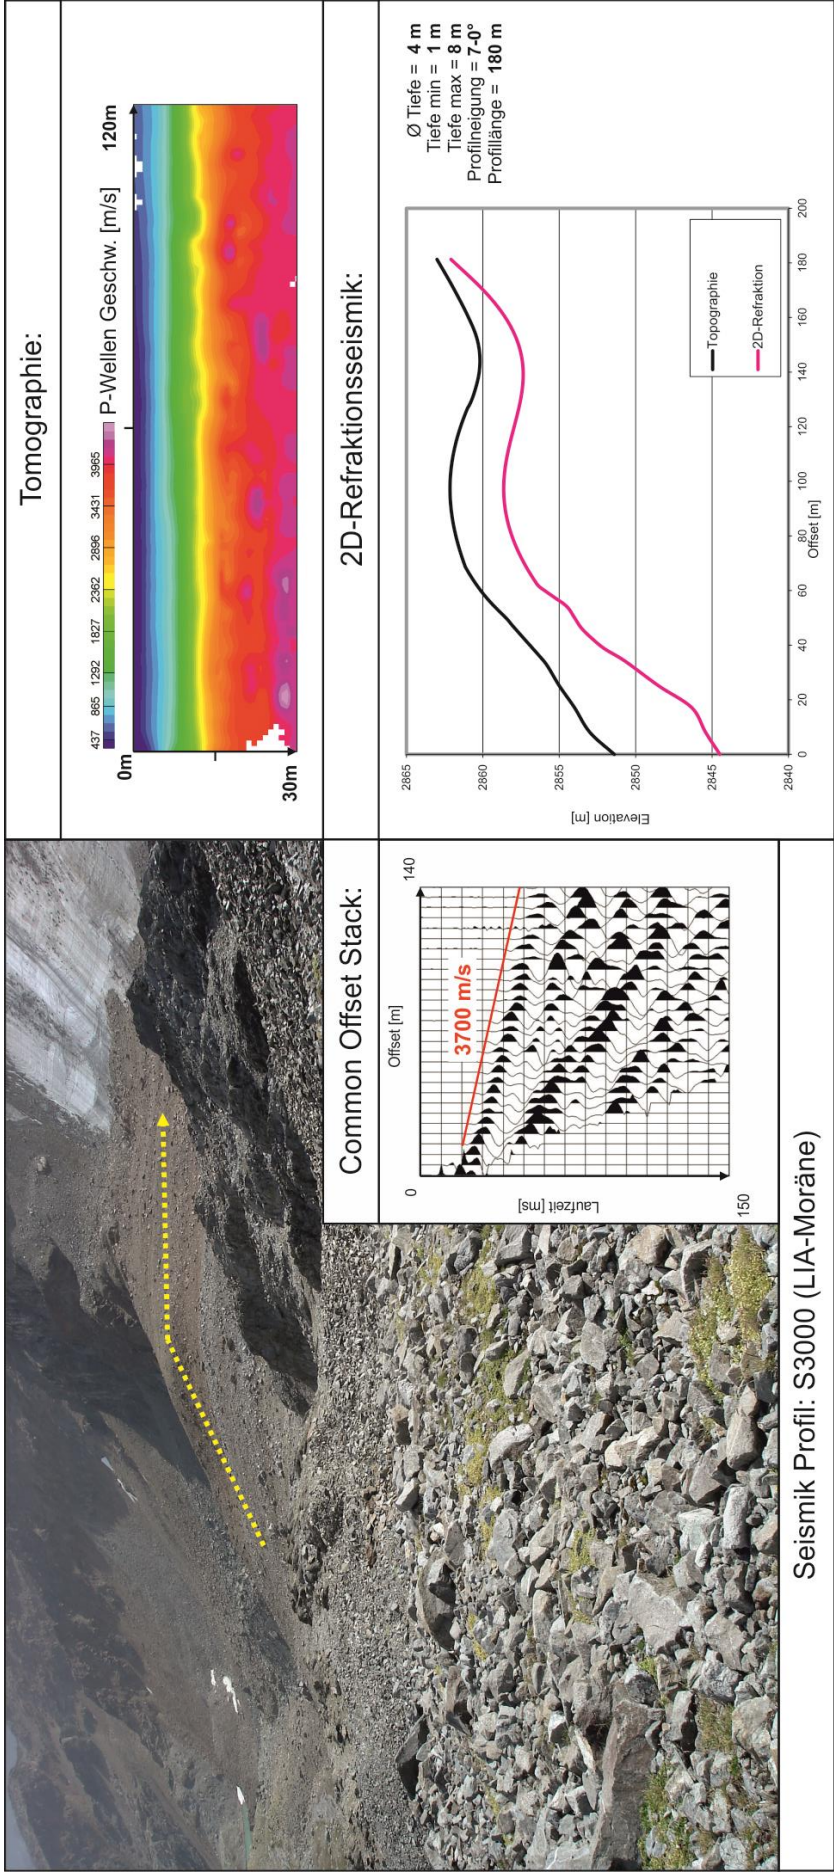 Tomographie:
437 865 1292 1827 2362 2896 3431 3965 P-Wellen Geschw. [m/s]
0m 120m
30m
Common Offset Stack:
0 Offset [m] 140
3700 m/s
Laufzeit [ms]
150
2D-Refraktionsseismik:
2865
2860
2855
2850
2845
2840
Elevation [m]
0 20 40 60 80 100 120 140 160 180 200
Offset [m]
Topographie
2D-Refraktion
Ø Tiefe = 4 m
Tiefe min = 1 m
Tiefe max = 8 m
Profilneigung = 7-0°
Profillänge = 180 m
Seismik Profil: S3000 (LIA-Moräne)